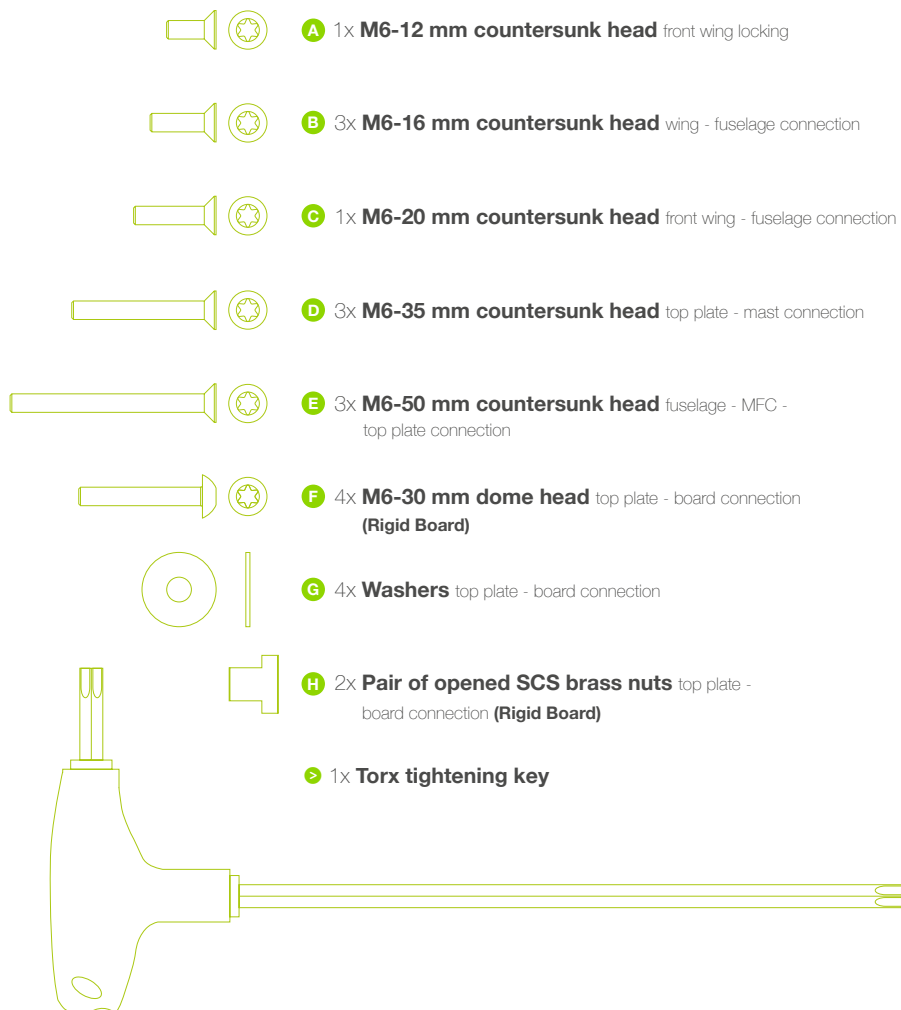 A 1x M6-12 mm countersunk head front wing locking
B 3x M6-16 mm countersunk head wing - fuselage connection
C 1x M6-20 mm countersunk head front wing - fuselage connection
D 3x M6-35 mm countersunk head top plate - mast connection
E 3x M6-50 mm countersunk head fuselage - MFC -
top plate connection
F 4x M6-30 mm dome head top plate - board connection
(Rigid Board)
G 4x Washers top plate - board connection
H 2x Pair of opened SCS brass nuts top plate -
board connection (Rigid Board)
> 1x Torx tightening key